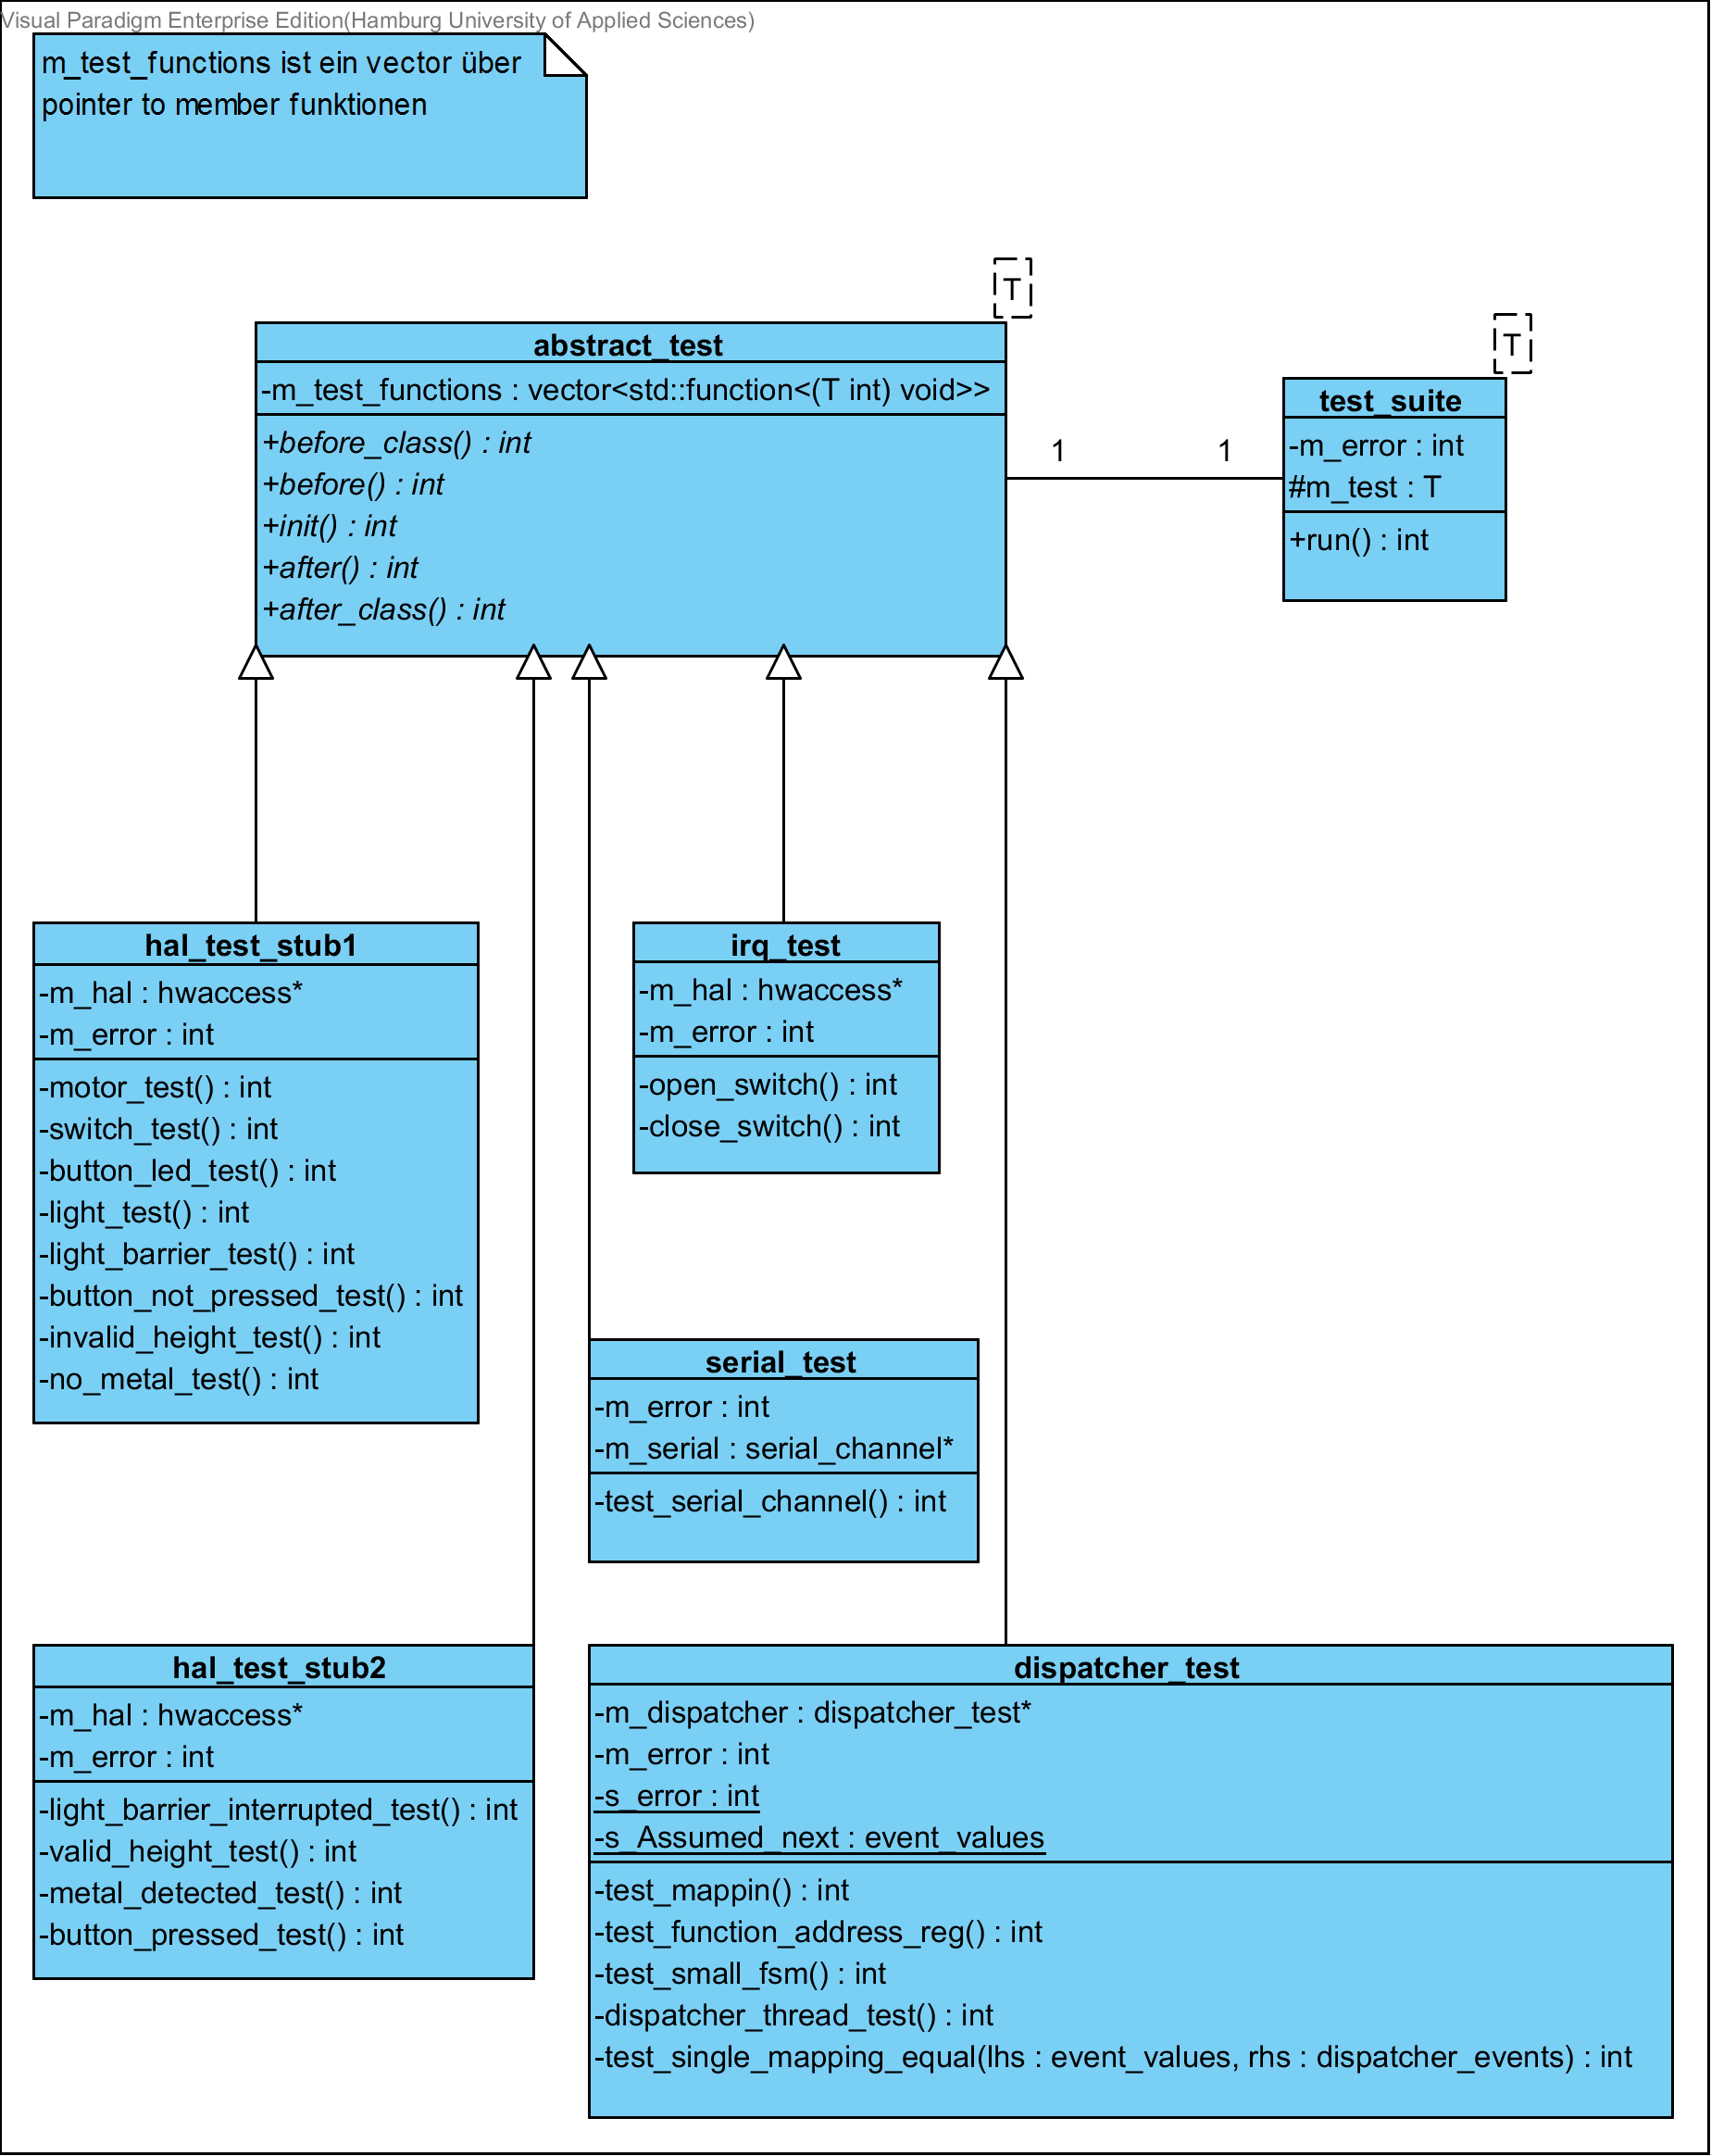 Visual Paradigm Enterprise Edition(Hamburg University of Applied Sciences)
m_test_functions ist ein vector über
pointer to member funktionen
T
abstract_test
-m_test_functions : vector<std::function<(T int) void>>
+before_class() : int
+before() : int
+init() : int
+after() : int
+after_class() : int
1
1
T
test_suite
-m_error : int
#m_test : T
+run() : int
hal_test_stub1
-m_hal : hwaccess*
-m_error : int
-motor_test() : int
-switch_test() : int
-button_led_test() : int
-light_test() : int
-light_barrier_test() : int
-button_not_pressed_test() : int
-invalid_height_test() : int
-no_metal_test() : int
irq_test
-m_hal : hwaccess*
-m_error : int
-open_switch() : int
-close_switch() : int
serial_test
-m_error : int
-m_serial : serial_channel*
-test_serial_channel() : int
hal_test_stub2
-m_hal : hwaccess*
-m_error : int
-light_barrier_interrupted_test() : int
-valid_height_test() : int
-metal_detected_test() : int
-button_pressed_test() : int
dispatcher_test
-m_dispatcher : dispatcher_test*
-m_error : int
-s_error : int
-s_Assumed_next : event_values
-test_mappin() : int
-test_function_address_reg() : int
-test_small_fsm() : int
-dispatcher_thread_test() : int
-test_single_mapping_equal(lhs : event_values, rhs : dispatcher_events) : int